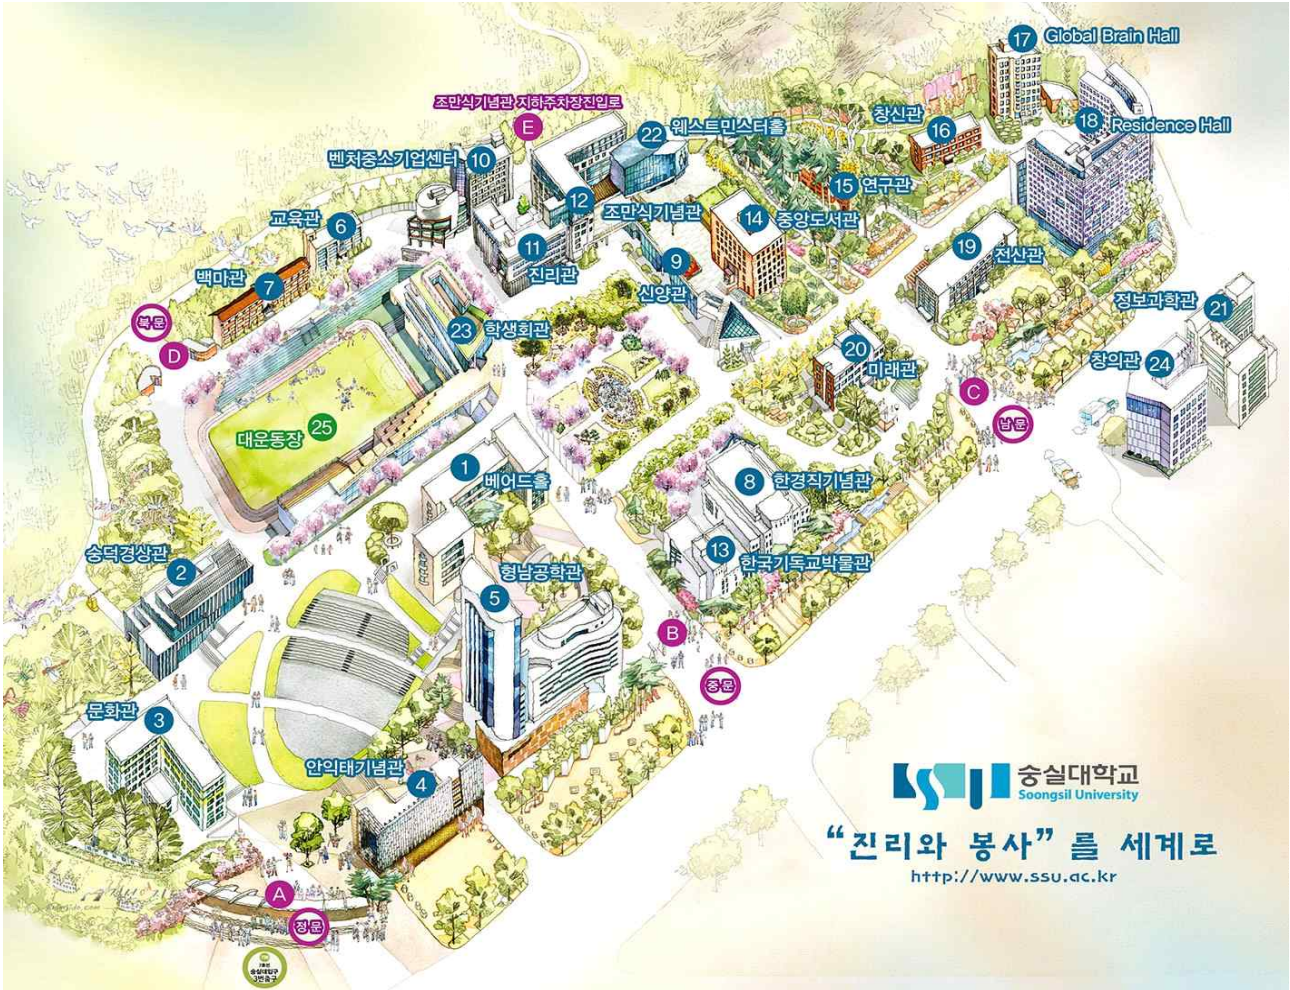 17 Global Brain Hall
조만식기념관 지하주차장진입로
E
22 웨스트민스터홀
창신관
16
18
Residence Hall
벤처중소기업센터 10
15 연구관
12
조만식기념관
14 중앙도서관
교육관
6
11
진리관
9
신양관
19
전산관
백마관
7
정보과학관
21
북문
D
23 학생회관
20
미래관
창의관 24
C
남문
대운동장 25
1
베어드홀
8 한경직기념관
숭덕경상관
2
13
한국기독교박물관
형남공학관
5
B
중문
문화관 3
안익태기념관
4
숭실대학교
Soongsil University
“진리와 봉사”를 세계로
http://www.ssu.ac.kr
A
정문
숭실대입구
3번출구